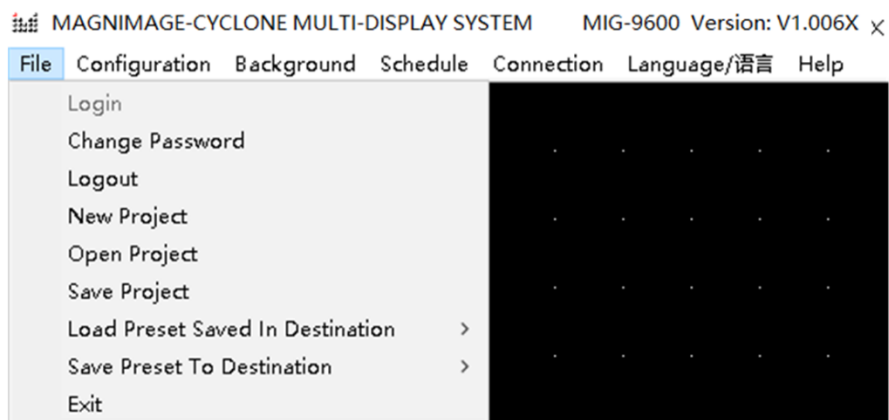 MAGNIMAGE-CYCLONE MULTI-DISPLAY SYSTEM MIG-9600 Version: V1.006X
File Configuration Background Schedule Connection Language/语言 Help
Login
Change Password
Logout
New Project
Open Project
Save Project
Load Preset Saved In Destination
Save Preset To Destination
Exit